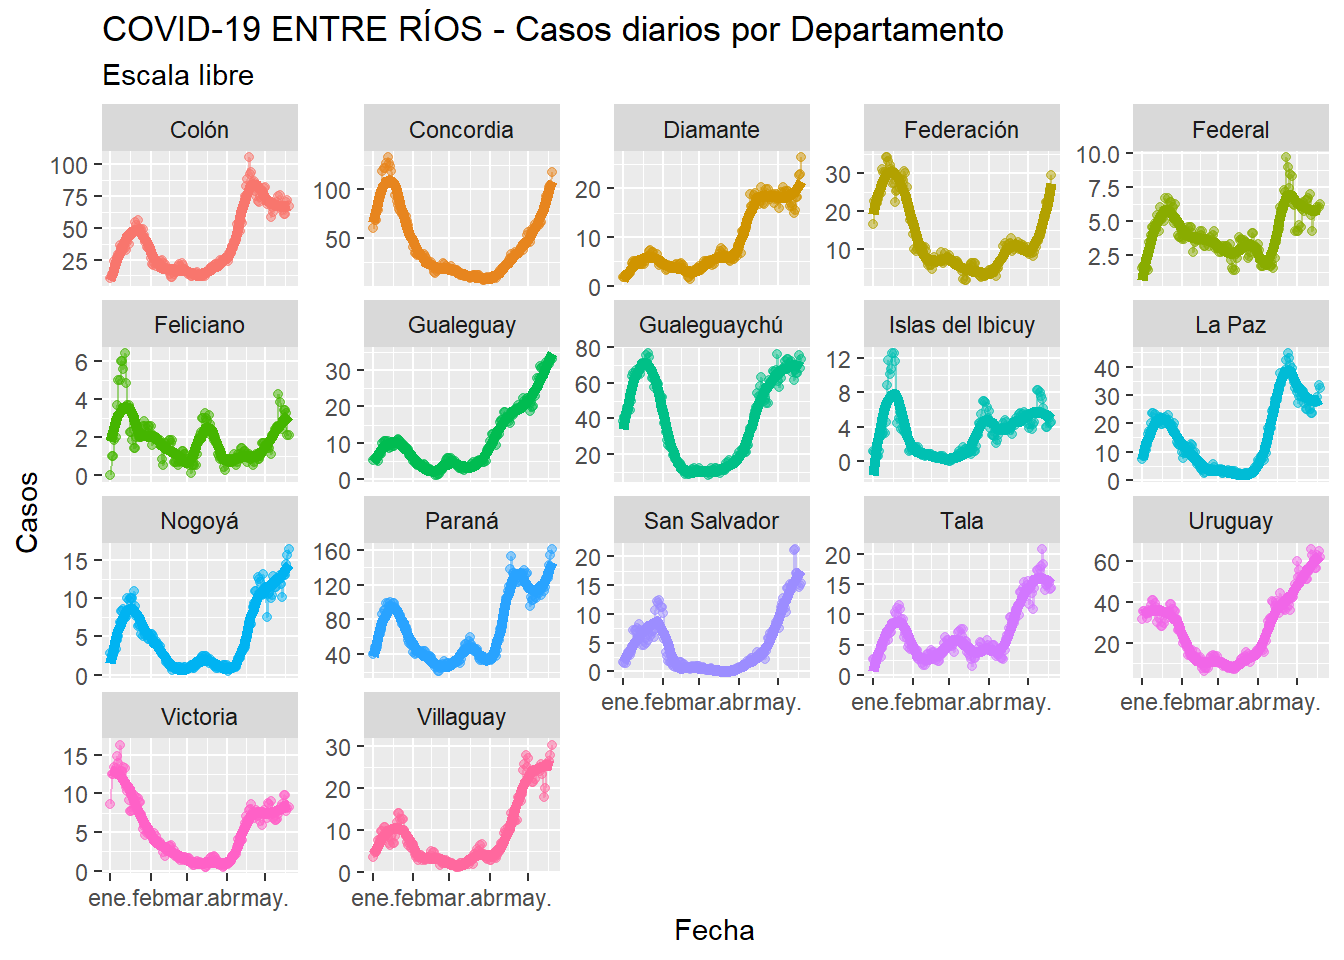 COVID-19 ENTRE RÍOS - Casos diarios por Departamento
Escala libre
Colón
Concordia
Diamante
Federación
Federal
100
75
50
25
100
50
20
10
0
30
20
10
10.0
7.5
5.0
2.5
Feliciano
Gualeguay
Gualeguaychú
Islas del Ibicuy
La Paz
6
4
2
0
30
20
10
0
80
60
40
20
12
8
4
0
40
30
20
10
0
Casos
Nogoyá
Paraná
San Salvador
Tala
Uruguay
15
10
5
0
160
120
80
40
20
15
10
5
0
20
15
10
5
0
60
40
20
ene.febmar.abrmay.
ene.febmar.abrmay.
ene.febmar.abrmay.
Victoria
Villaguay
15
10
5
0
30
20
10
0
ene.febmar.abrmay.
ene.febmar.abrmay.
Fecha